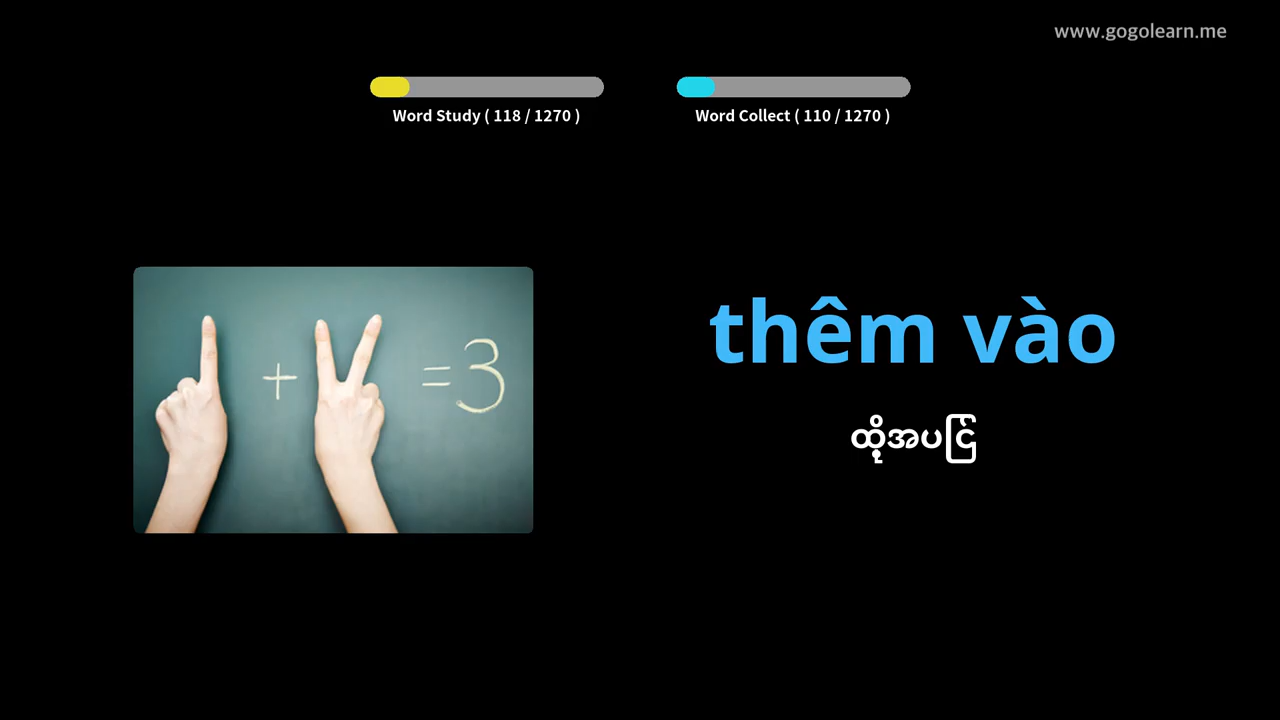 www.gogolearn.me
Word Study ( 118 / 1270 )
Word Collect ( 110 / 1270 )
+ = 3
thêm vào
ထို့အပြင်